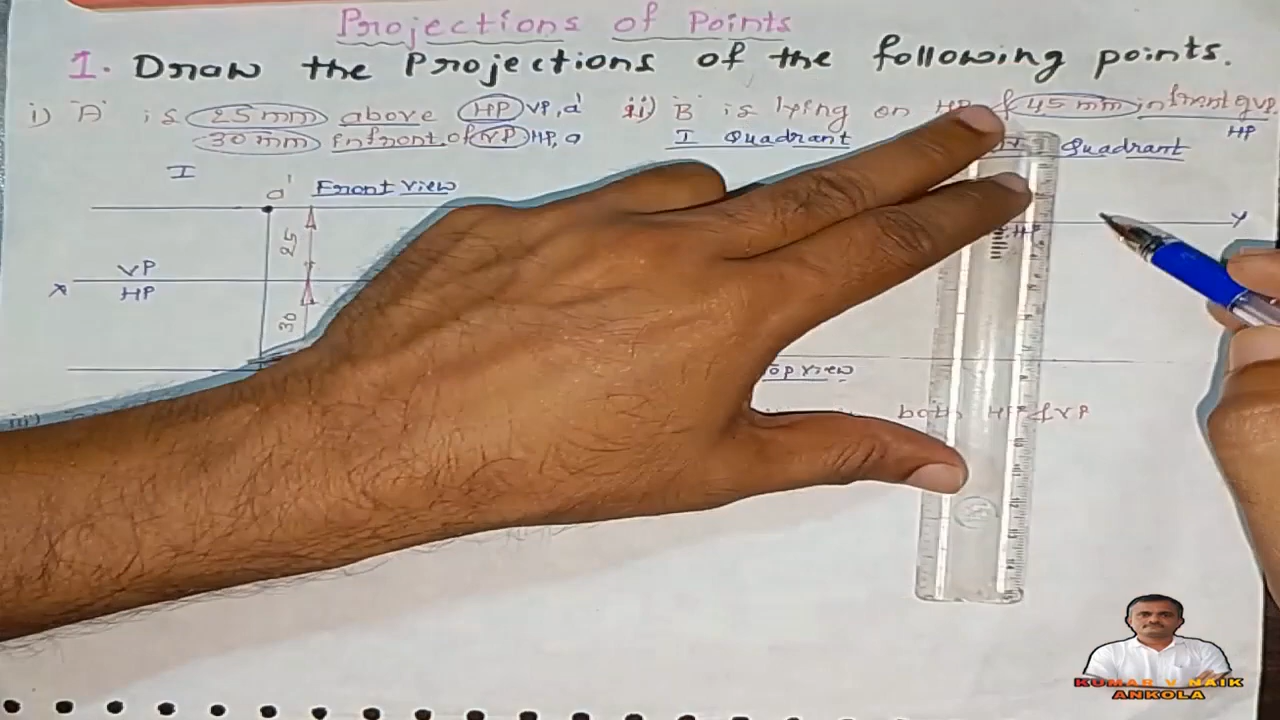 Projections of Points
1. Draw the Projections of the following points.
i) A is 25 mm above HP VP, a'
30 mm infront of VP HP, a
ii) B is lying on HP & 45 mm infront of VP,
HP
I Quadrant
Quadrant
I
a' Front View
25
VP
X
HP
30
HP
Y
Top View
iii)
both HP & VP
KUMAR V NAIK
ANKOLA